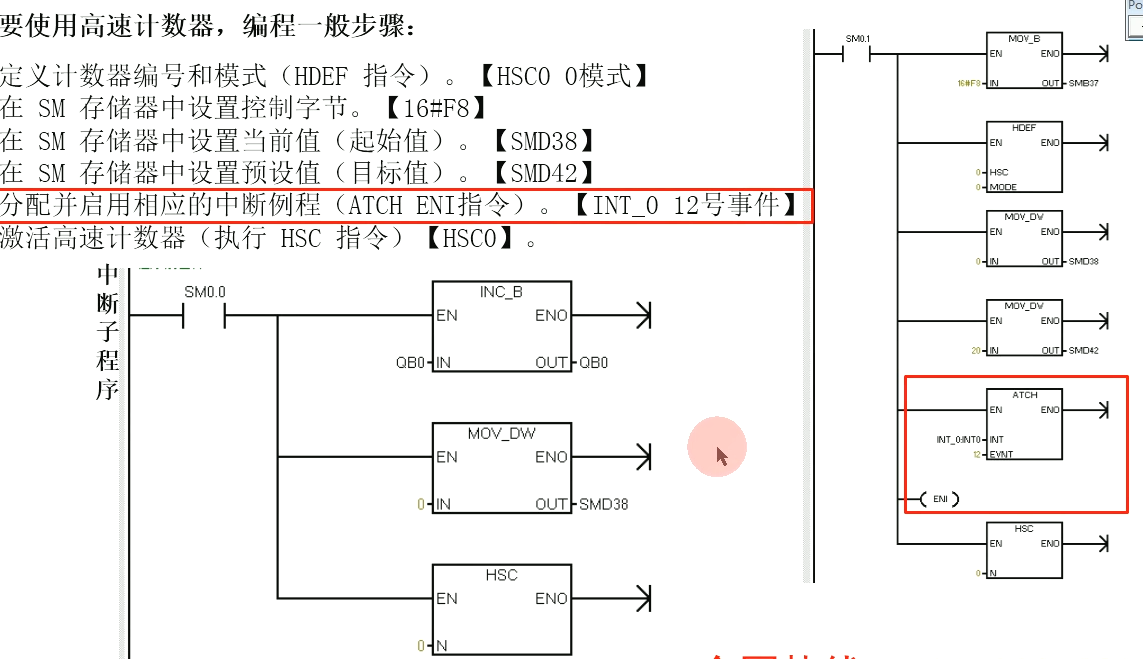 要使用高速计数器，编程一般步骤：
定义计数器编号和模式（HDEF 指令）。【HSC0 0模式】
在 SM 存储器中设置控制字节。【16#F8】
在 SM 存储器中设置当前值（起始值）。【SMD38】
在 SM 存储器中设置预设值（目标值）。【SMD42】
分配并启用相应的中断例程（ATCH ENI指令）。【INT_0 12号事件】
激活高速计数器（执行 HSC 指令）【HSC0】。
中断子程序
SM0.0
INC_B
EN ENO
QB0 IN OUT QB0
MOV_DW
EN ENO
0 IN OUT SMD38
HSC
EN ENO
0 N
SM0.1
MOV_B
EN ENO
16#F8 IN OUT SMB37
HDEF
EN ENO
0 HSC
0 MODE
MOV_DW
EN ENO
0 IN OUT SMD38
MOV_DW
EN ENO
20 IN OUT SMD42
ATCH
EN ENO
INT_0:INT0 INT
12 EVNT
ENI
HSC
EN ENO
0 N
Po